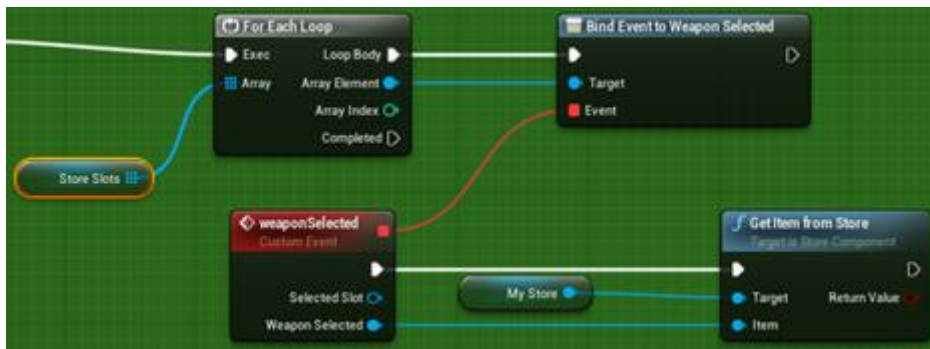 For Each Loop
Exec
Loop Body
Array
Array Element
Array Index
Completed
Bind Event to Weapon Selected
Target
Event
Store Slots
weaponSelected
Custom Event
Selected Slot
Weapon Selected
My Store
Get Item from Store
Target is Store Component
Target
Return Value
Item